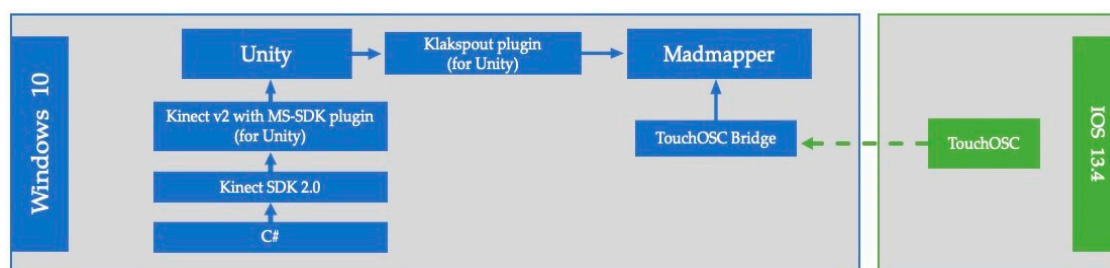 Windows 10
Unity
Klakspout plugin
(for Unity)
Madmapper
Kinect v2 with MS-SDK plugin
(for Unity)
TouchOSC Bridge
Kinect SDK 2.0
C#
TouchOSC
IOS 13.4